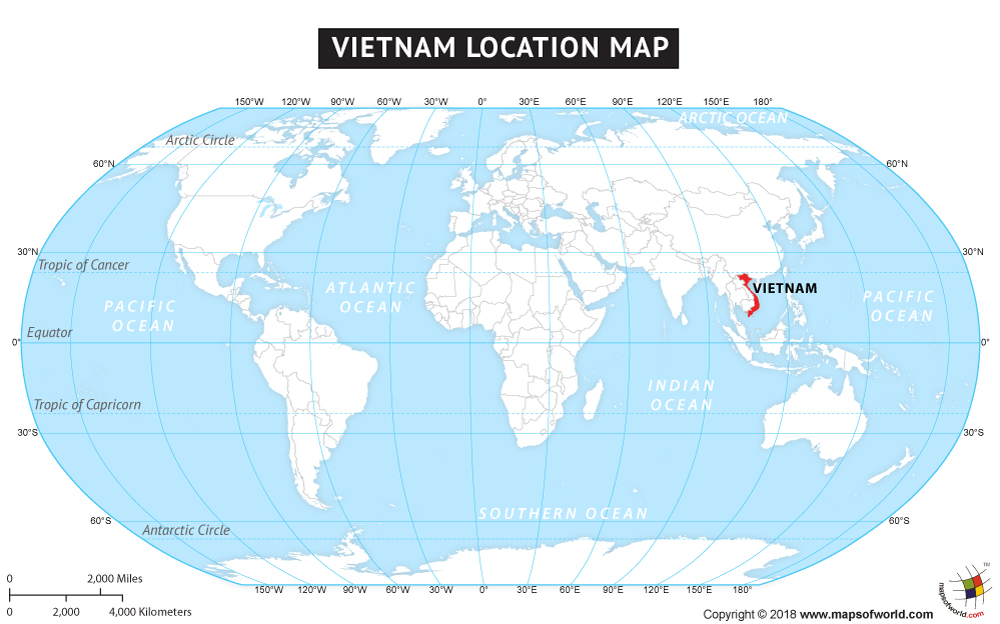 VIETNAM LOCATION MAP
150°W 120°W 90°W 60°W 30°W 0° 30°E 60°E 90°E 120°E 150°E 180°
ARCTIC OCEAN
Arctic Circle
60°N 60°N
30°N 30°N
Tropic of Cancer
VIETNAM
ATLANTIC
OCEAN
PACIFIC
OCEAN
PACIFIC
OCEAN
Equator
0° 0°
INDIAN
OCEAN
Tropic of Capricorn
30°S 30°S
SOUTHERN OCEAN
60°S 60°S
Antarctic Circle
150°W 120°W 90°W 60°W 30°W 0° 30°E 60°E 90°E 120°E 150°E 180°
0 2,000 Miles
0 2,000 4,000 Kilometers
Copyright © 2018 www.mapsofworld.com
mapsofworld.com
TM